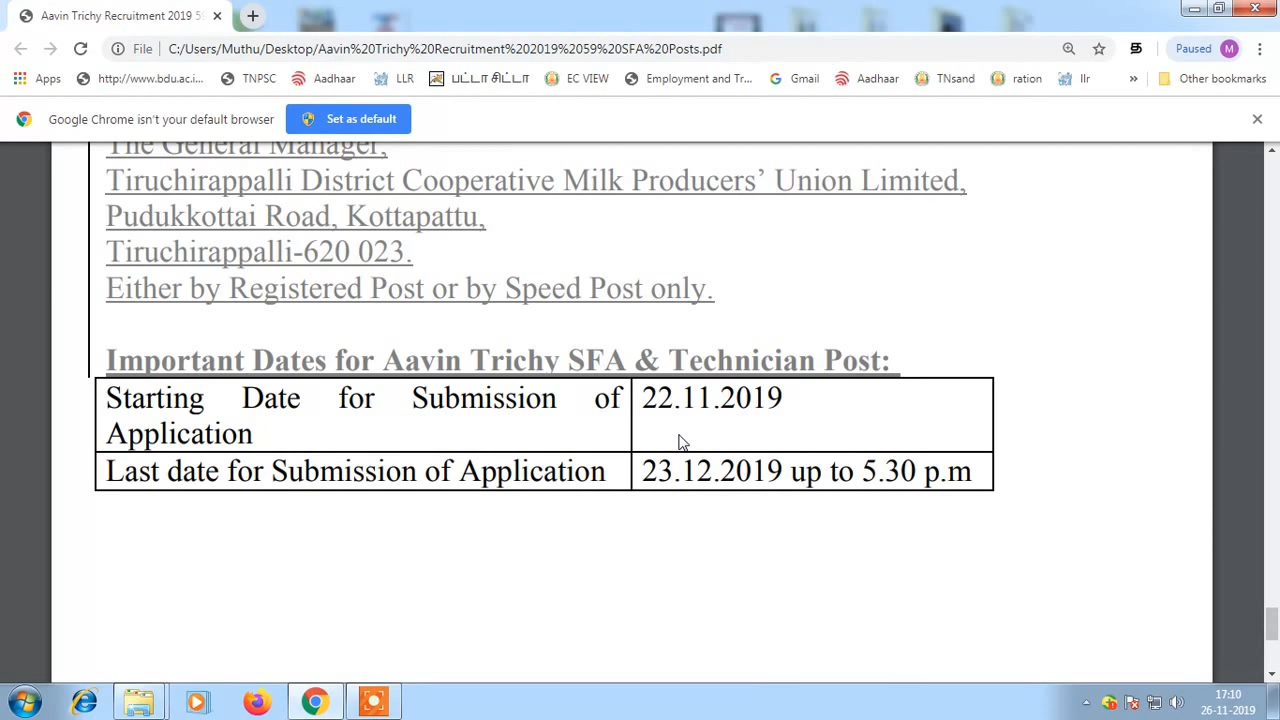 Aavin Trichy Recruitment 2019 5
File
C:/Users/Muthu/Desktop/Aavin%20Trichy%20Recruitment%202019%2059%20SFA%20Posts.pdf
Paused
M
Apps
http://www.bdu.ac.i...
TNPSC
Aadhaar
LLR
பட்டா சிட்டா
EC VIEW
Employment and Tr...
Gmail
Aadhaar
TNsand
ration
llr
»
Other bookmarks
Google Chrome isn't your default browser
Set as default
The General Manager,
Tiruchirappalli District Cooperative Milk Producers’ Union Limited,
Pudukkottai Road, Kottapattu,
Tiruchirappalli-620 023.
Either by Registered Post or by Speed Post only.
Important Dates for Aavin Trichy SFA & Technician Post:
Starting Date for Submission of
Application
22.11.2019
Last date for Submission of Application
23.12.2019 up to 5.30 p.m
17:10
26-11-2019